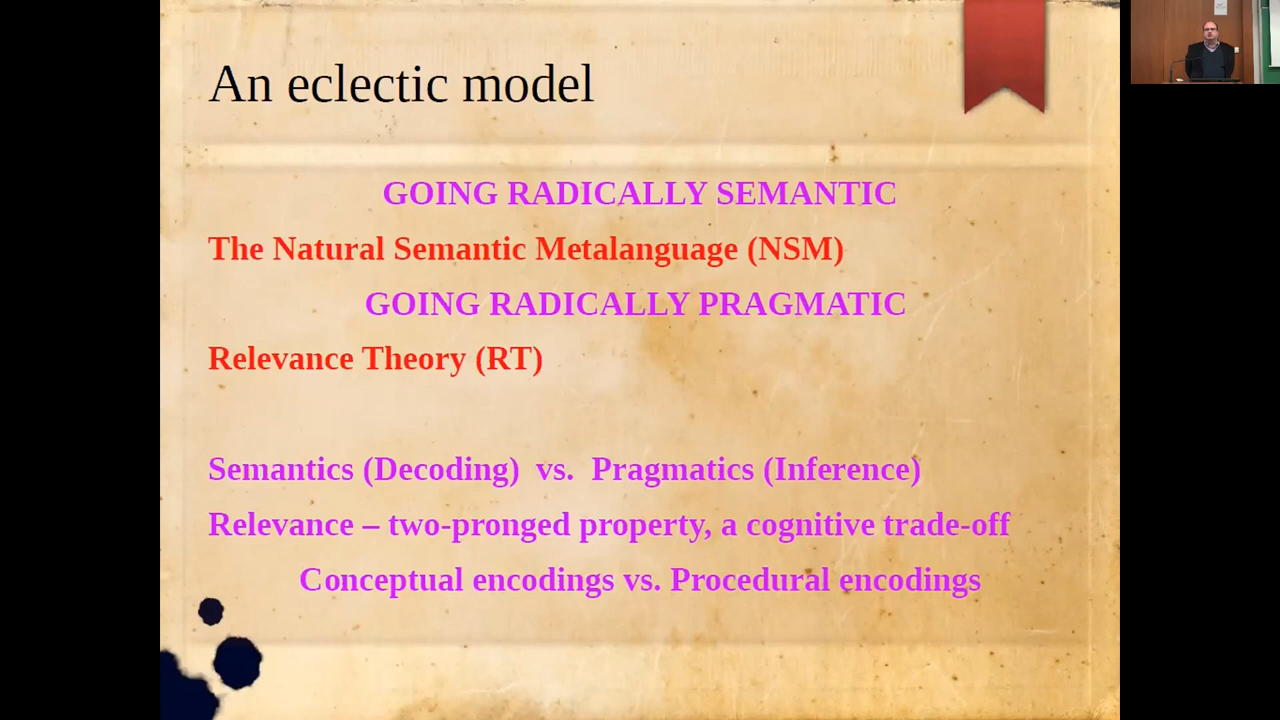 An eclectic model
GOING RADICALLY SEMANTIC
The Natural Semantic Metalanguage (NSM)
GOING RADICALLY PRAGMATIC
Relevance Theory (RT)
Semantics (Decoding) vs. Pragmatics (Inference)
Relevance – two-pronged property, a cognitive trade-off
Conceptual encodings vs. Procedural encodings